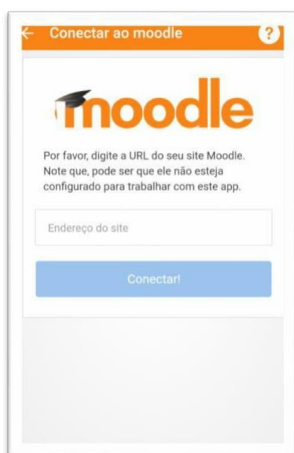 Conectar ao moodle
?
moodle
Por favor, digite a URL do seu site Moodle.
Note que, pode ser que ele não esteja
configurado para trabalhar com este app.
Endereço do site
Conectar!